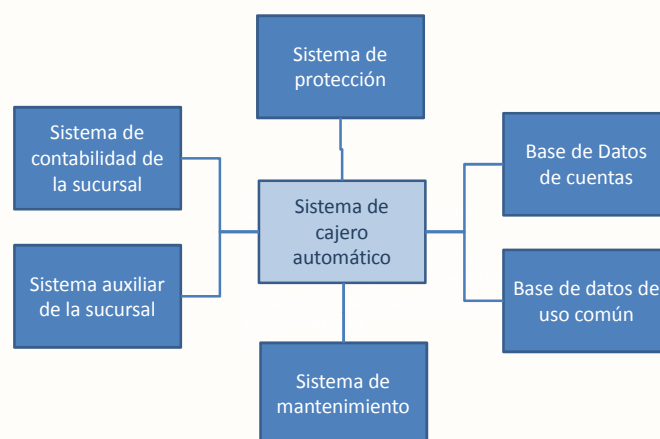 Sistema de
protección
Sistema de
contabilidad de
la sucursal
Base de Datos
de cuentas
Sistema de
cajero
automático
Sistema auxiliar
de la sucursal
Base de datos de
uso común
Sistema de
mantenimiento